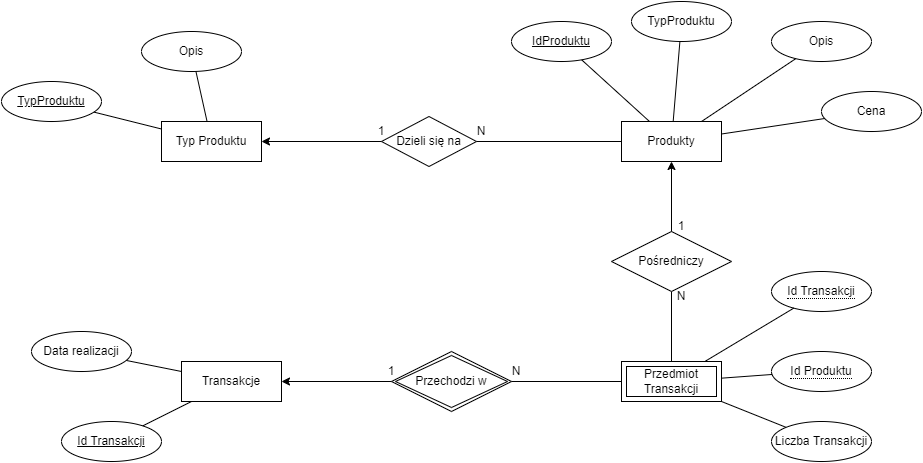 TypProduktu
Opis
Typ Produktu
1
Dzieli się na
N
IdProduktu
TypProduktu
Opis
Cena
Produkty
1
Pośredniczy
N
Data realizacji
Id Transakcji
Transakcje
1
Przechodzi w
N
Przedmiot
Transakcji
Id Transakcji
Id Produktu
Liczba Transakcji